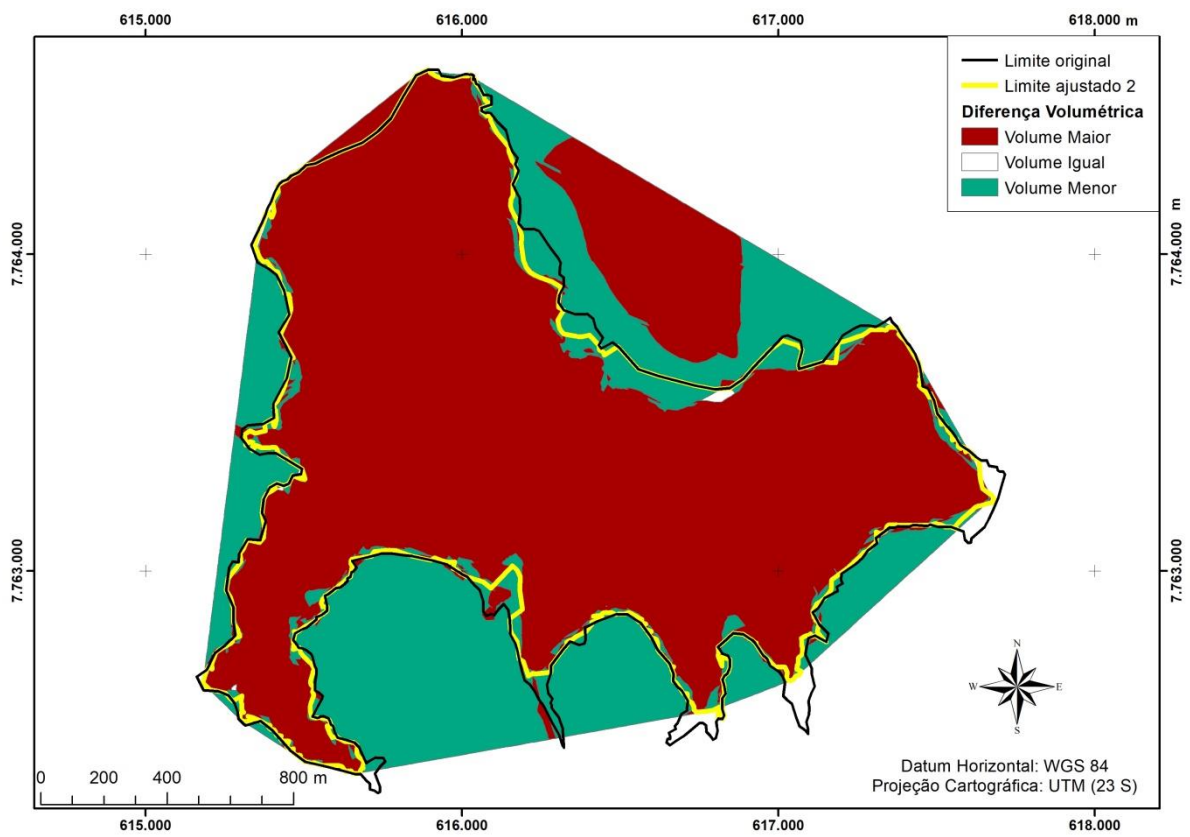 615.000 616.000 617.000 618.000 m
Limite original
Limite ajustado 2
Diferença Volumétrica
Volume Maior
Volume Igual
Volume Menor
m
7.764.000 7.764.000
7.763.000 7.763.000
N
W E
S
Datum Horizontal: WGS 84
Projeção Cartográfica: UTM (23 S)
0 200 400 800 m
615.000 616.000 617.000 618.000